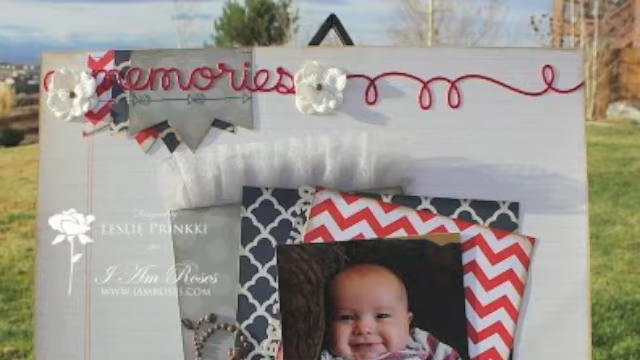 memories
Designed by
LESLIE PRINKKI
for
I Am Roses
WWW.IAMROSES.COM